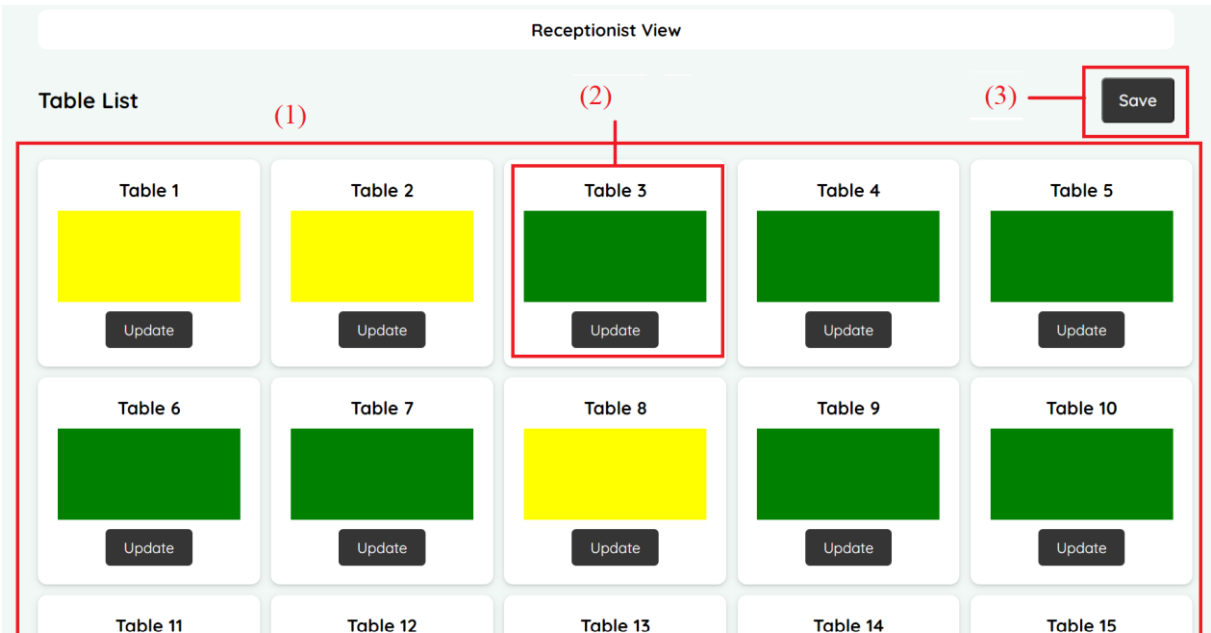 Receptionist View
Table List
(1)
(2)
(3)
Save
Table 1
Table 2
Table 3
Table 4
Table 5
Update
Update
Update
Update
Update
Table 6
Table 7
Table 8
Table 9
Table 10
Update
Update
Update
Update
Update
Table 11
Table 12
Table 13
Table 14
Table 15